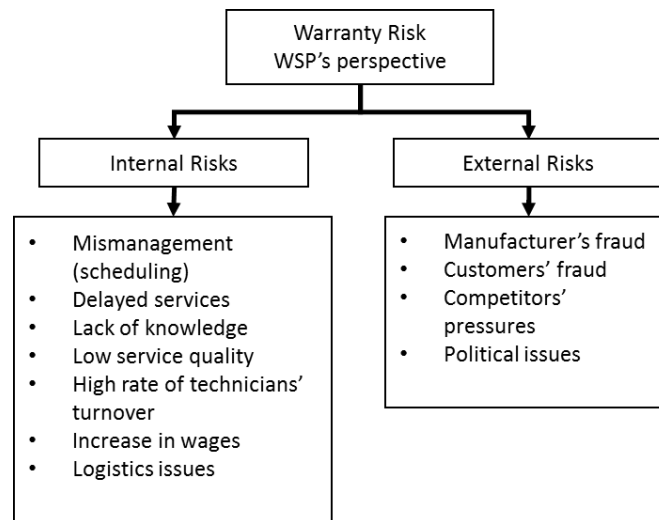 Warranty Risk
WSP's perspective
Internal Risks
External Risks
• Mismanagement
(scheduling)
• Delayed services
• Lack of knowledge
• Low service quality
• High rate of technicians'
turnover
• Increase in wages
• Logistics issues
• Manufacturer's fraud
• Customers' fraud
• Competitors'
pressures
• Political issues